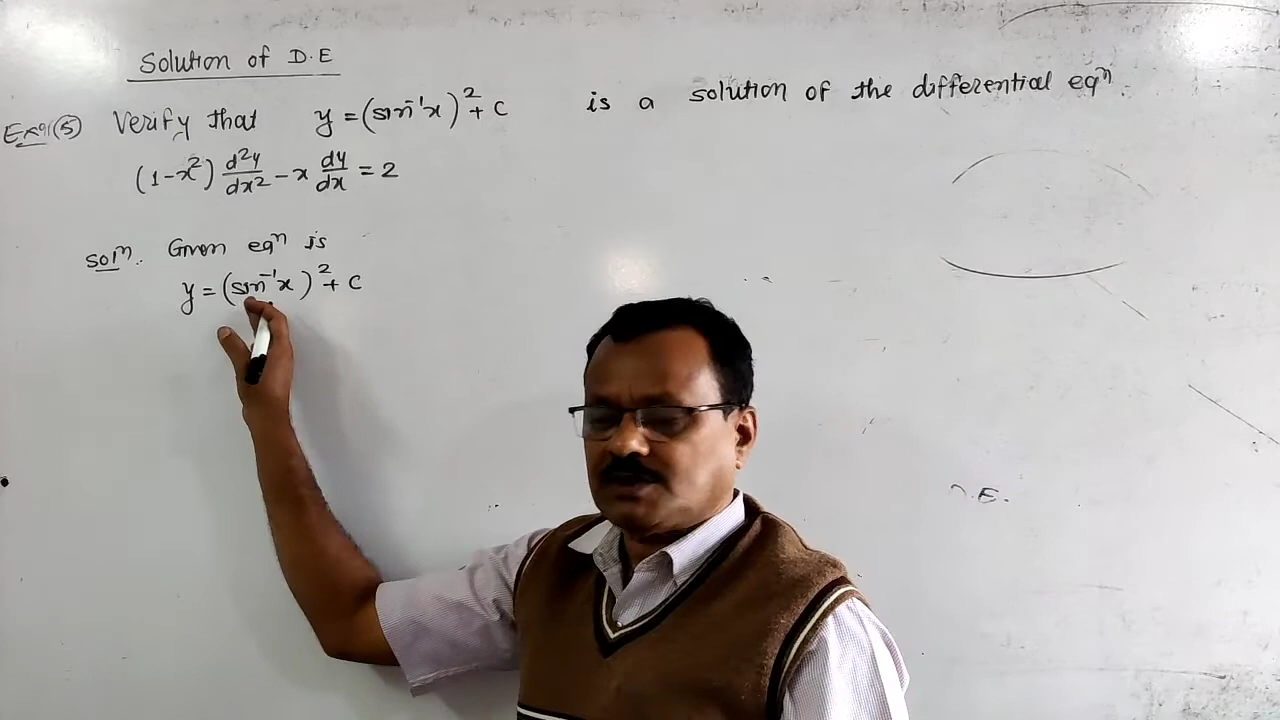 Solution of D.E
Ex(5) Verify that y = (sin⁻¹x)² + c is a solution of the differential eqⁿ.
(1-x²) d²y/dx² - x dy/dx = 2
Solⁿ. Given eqⁿ is
y = (sin⁻¹x)² + c